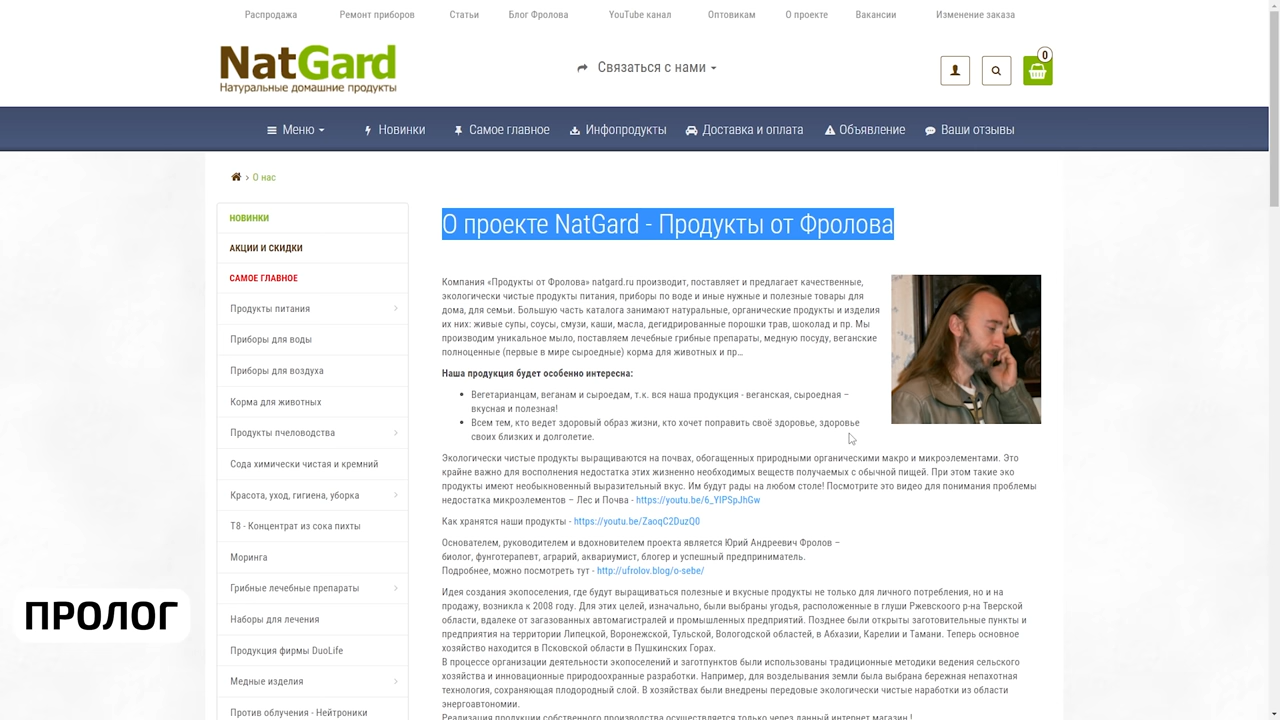 Распродажа Ремонт приборов Статьи Блог Фролова YouTube канал Оптовикам О проекте Вакансии Изменение заказа
NatGard
Натуральные домашние продукты
Связаться с нами
0
Меню Новинки Самое главное Инфопродукты Доставка и оплата Объявление Ваши отзывы
О нас
НОВИНКИ
АКЦИИ И СКИДКИ
САМОЕ ГЛАВНОЕ
Продукты питания
Приборы для воды
Приборы для воздуха
Корма для животных
Продукты пчеловодства
Сода химически чистая и кремний
Красота, уход, гигиена, уборка
Т8 - Концентрат из сока пихты
Моринга
Грибные лечебные препараты
Наборы для лечения
Продукция фирмы DuoLife
Медные изделия
Против облучения - Нейтроники
О проекте NatGard - Продукты от Фролова
Компания «Продукты от Фролова» natgard.ru производит, поставляет и предлагает качественные,
экологически чистые продукты питания, приборы по воде и иные нужные и полезные товары для
дома, для семьи. Большую часть каталога занимают натуральные, органические продукты и изделия
их них: живые супы, соусы, смузи, каши, масла, дегидрированные порошки трав, шоколад и пр. Мы
производим уникальное мыло, поставляем лечебные грибные препараты, медную посуду, веганские
полноценные (первые в мире сыроедные) корма для животных и пр…
Наша продукция будет особенно интересна:
Вегетарианцам, веганам и сыроедам, т.к. вся наша продукция - веганская, сыроедная –
вкусная и полезная!
Всем тем, кто ведет здоровый образ жизни, кто хочет поправить своё здоровье, здоровье
своих близких и долголетие.
Экологически чистые продукты выращиваются на почвах, обогащенных природными органическими макро и микроэлементами. Это
крайне важно для восполнения недостатка этих жизненно необходимых веществ получаемых с обычной пищей. При этом такие эко
продукты имеют необыкновенный выразительный вкус. Им будут рады на любом столе! Посмотрите это видео для понимания проблемы
недостатка микроэлементов – Лес и Почва - https://youtu.be/6_YlPSpJhGw
Как хранятся наши продукты - https://youtu.be/ZaoqC2DuzQ0
Основателем, руководителем и вдохновителем проекта является Юрий Андреевич Фролов –
биолог, фунготерапевт, аграрий, аквариумист, блогер и успешный предприниматель.
Подробнее, можно посмотреть тут - http://ufrolov.blog/o-sebe/
Идея создания экопоселения, где будут выращиваться полезные и вкусные продукты не только для личного потребления, но и на
продажу, возникла к 2008 году. Для этих целей, изначально, были выбраны угодья, расположенные в глуши Ржевскоого р-на Тверской
области, вдалеке от загазованных автомагистралей и промышленных предприятий. Позднее были открыты заготовительные пункты и
предприятия на территории Липецкой, Воронежской, Тульской, Вологодской областей, в Абхазии, Карелии и Тамани. Теперь основное
хозяйство находится в Псковской области в Пушкинских Горах.
В процессе организации деятельности экопоселений и заготпунктов были использованы традиционные методики ведения сельского
хозяйства и инновационные природоохранные разработки. Например, для возделывания земли была выбрана бережная непахотная
технология, сохраняющая плодородный слой. В хозяйствах были внедрены передовые экологически чистые наработки из области
энергоавтономии.
Реализация продукции собственного производства осуществляется только через данный интернет магазин !
ПРОЛОГ